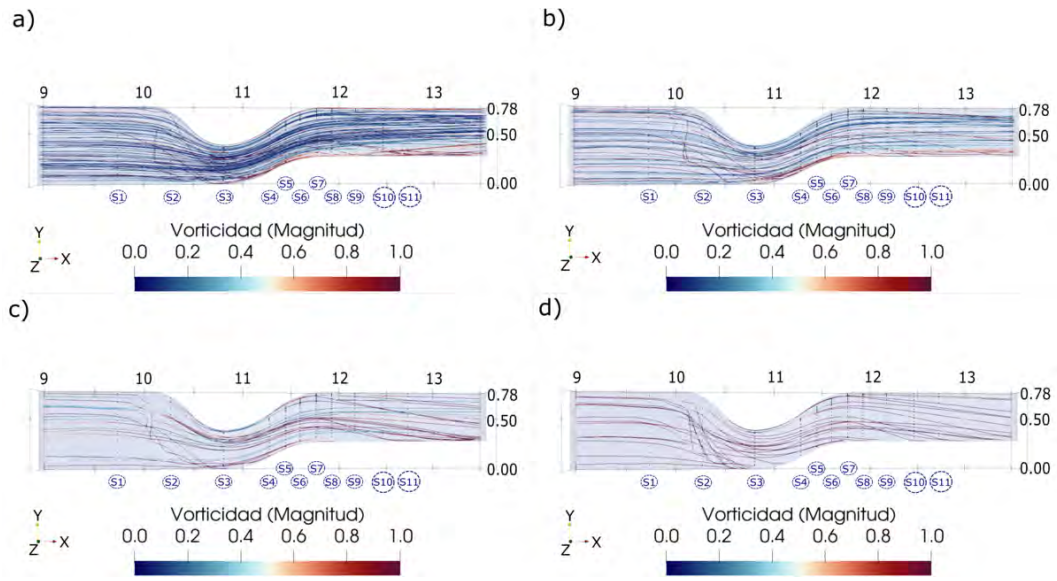 a)
9 10 11 12 13
0.78
0.50
0.00
S5 S7
S1 S2 S3 S4 S6 S8 S9 S10 S11
Vorticidad (Magnitud)
0.0 0.2 0.4 0.6 0.8 1.0
Y
Z X
b)
9 10 11 12 13
0.78
0.50
0.00
S5 S7
S1 S2 S3 S4 S6 S8 S9 S10 S11
Vorticidad (Magnitud)
0.0 0.2 0.4 0.6 0.8 1.0
Y
Z X
c)
9 10 11 12 13
0.78
0.50
0.00
S5 S7
S1 S2 S3 S4 S6 S8 S9 S10 S11
Vorticidad (Magnitud)
0.0 0.2 0.4 0.6 0.8 1.0
Y
Z X
d)
9 10 11 12 13
0.78
0.50
0.00
S5 S7
S1 S2 S3 S4 S6 S8 S9 S10 S11
Vorticidad (Magnitud)
0.0 0.2 0.4 0.6 0.8 1.0
Y
Z X